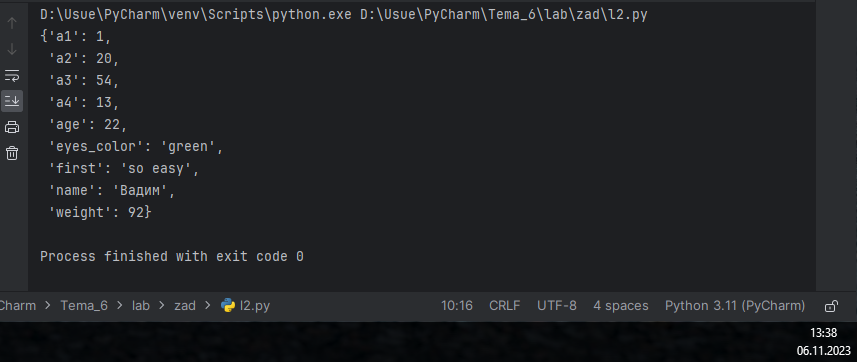 D:\Usue\PyCharm\venv\Scripts\python.exe D:\Usue\PyCharm\Tema_6\lab\zad\l2.py
{'a1': 1,
 'a2': 20,
 'a3': 54,
 'a4': 13,
 'age': 22,
 'eyes_color': 'green',
 'first': 'so easy',
 'name': 'Вадим',
 'weight': 92}
Process finished with exit code 0
Charm > Tema_6 > lab > zad > l2.py 10:16 CRLF UTF-8 4 spaces Python 3.11 (PyCharm)
13:38
06.11.2023